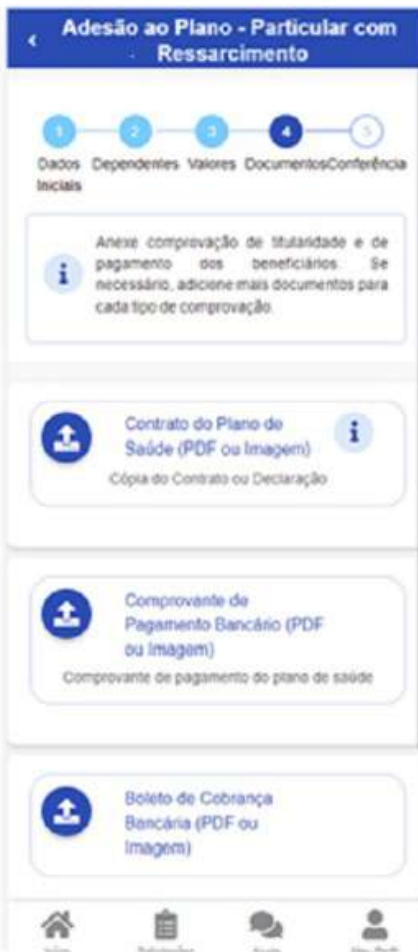 Adesão ao Plano - Particular com
Ressarcimento
1 2 3 4 5
Dados Dependentes Valores Documentos Conferência
Iniciais
Anexe comprovação de titularidade e de
pagamento dos beneficiários. Se
necessário, adicione mais documentos para
cada tipo de comprovação.
Contrato do Plano de
Saúde (PDF ou Imagem)
Cópia do Contrato ou Declaração
Comprovante de
Pagamento Bancário (PDF
ou Imagem)
Comprovante de pagamento do plano de saúde
Boleto de Cobrança
Bancária (PDF ou
Imagem)